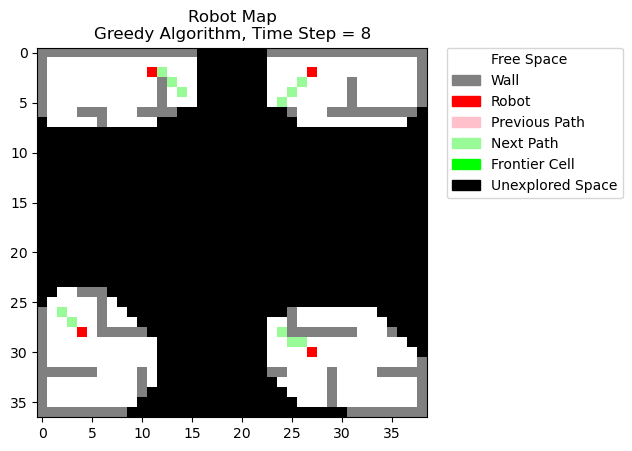 Robot Map
Greedy Algorithm, Time Step = 8
0
5
10
15
20
25
30
35
0
5
10
15
20
25
30
35
Free Space
Wall
Robot
Previous Path
Next Path
Frontier Cell
Unexplored Space